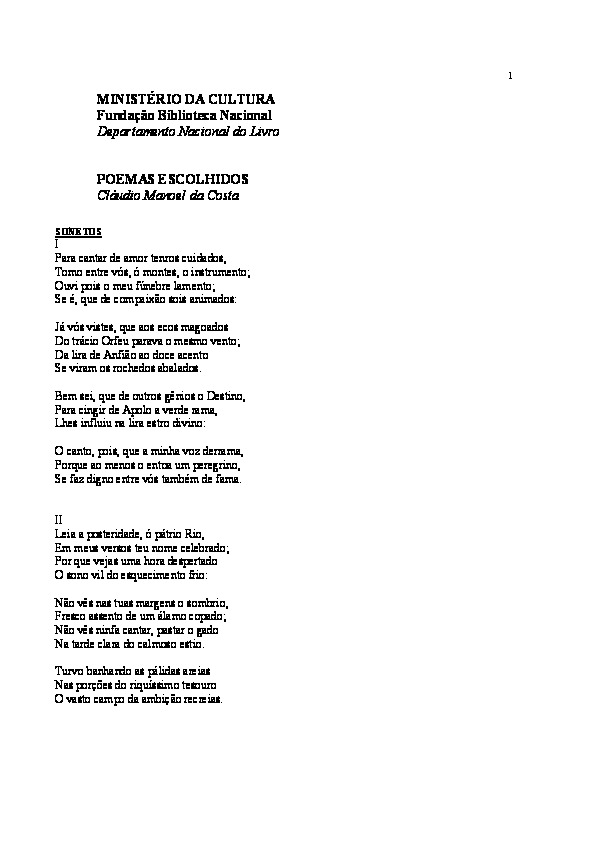 1
MINISTÉRIO DA CULTURA
Fundação Biblioteca Nacional
Departamento Nacional do Livro
POEMAS ESCOLHIDOS
Cláudio Manoel da Costa
SONETOS
I
Para cantar de amor tenros cuidados,
Tomo entre vós, ó montes, o instrumento;
Ouvi pois o meu fúnebre lamento;
Se é, que de compaixão sois animados:
Já vós vistes, que aos ecos magoados
Do trácio Orfeu parava o mesmo vento;
Da lira de Anfião ao doce acento
Se viram os rochedos abalados.
Bem sei, que de outros gênios o Destino,
Para cingir de Apolo a verde rama,
Lhes influiu na lira estro divino:
O canto, pois, que a minha voz derrama,
Porque ao menos o entoa um peregrino,
Se faz digno entre vós também de fama.
II
Leia a posteridade, ó pátrio Rio,
Em meus versos teu nome celebrado;
Por que vejas uma hora despertado
O sono vil do esquecimento frio:
Não vês nas tuas margens o sombrio,
Fresco assento de um álamo copado;
Não vês ninfa cantar, pastar o gado
Na tarde clara do calmoso estio.
Turvo banhando as pálidas areias
Nas porções do riquíssimo tesouro
O vasto campo da ambição recreias.